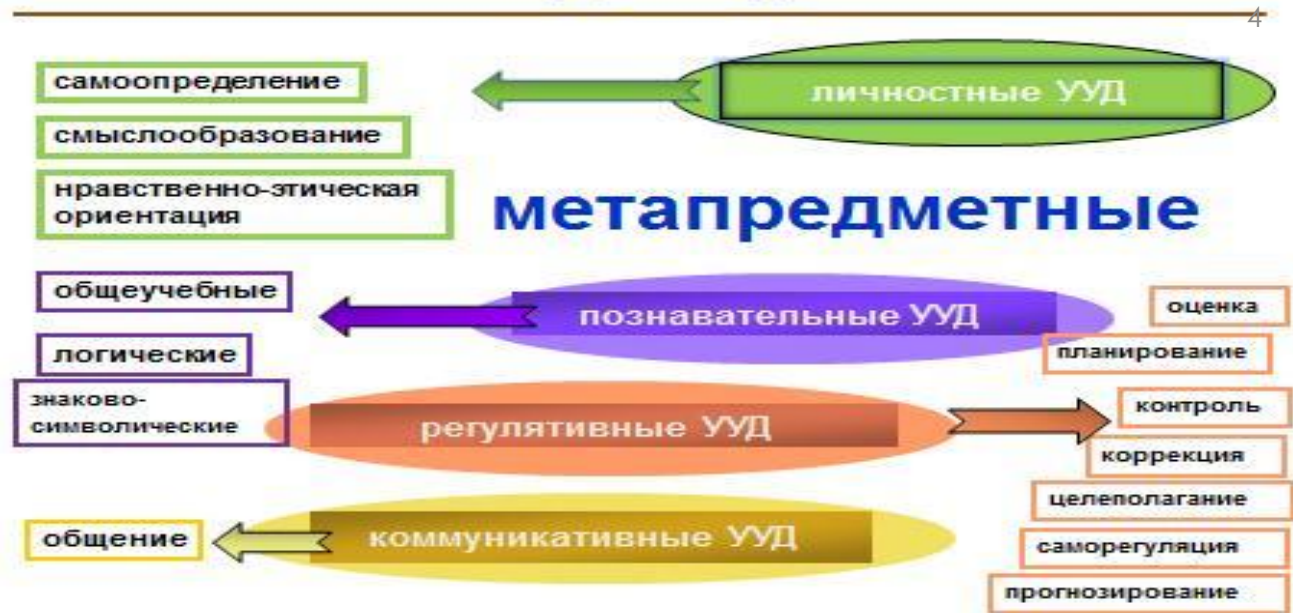 4
самоопределение
личностные УУД
смыслообразование
нравственно-этическая
ориентация
метапредметные
общеучебные
познавательные УУД
оценка
логические
планирование
знаково-
символические
регулятивные УУД
контроль
коррекция
целеполагание
общение
коммуникативные УУД
саморегуляция
прогнозирование